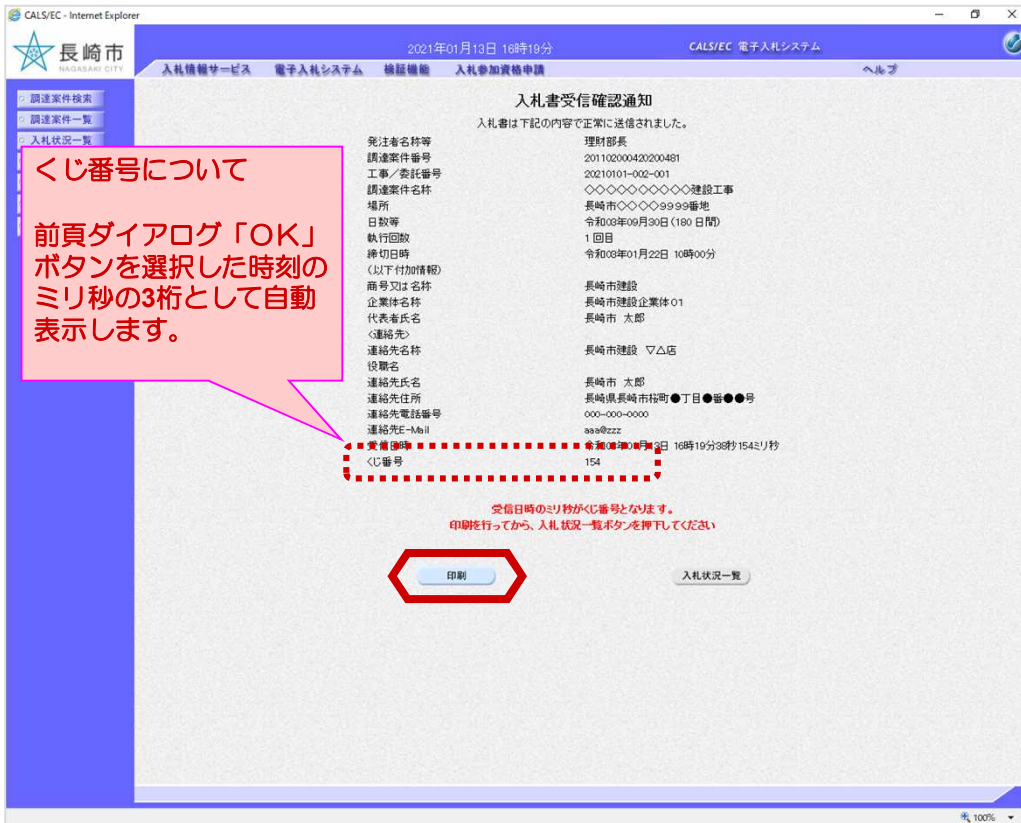 CALS/EC - Internet Explorer
長崎市
NAGASAKI CITY
2021年01月13日 16時19分
CALS/EC 電子入札システム
入札情報サービス 電子入札システム 検証機能 入札参加資格申請 ヘルプ
調達案件検索
調達案件一覧
入札状況一覧
入札書受信確認通知
入札書は下記の内容で正常に送信されました。
発注者名称等 理財部長
調達案件番号 201102000420200481
工事/委託番号 20210101-002-001
調達案件名称 ◇◇◇◇◇◇◇◇◇◇建設工事
場所 長崎市◇◇◇◇9999番地
日数等 令和03年09月30日(180 日間)
執行回数 1 回目
締切日時 令和03年01月22日 10時00分
(以下付加情報)
商号又は名称 長崎市建設
企業体名称 長崎市建設企業体01
代表者氏名 長崎市 太郎
<連絡先>
連絡先名称 長崎市建設 ▽△店
役職名
連絡先氏名 長崎市 太郎
連絡先住所 長崎県長崎市桜町●丁目●番●●号
連絡先電話番号 000-000-0000
連絡先E-Mail aaa@zzz
受信日時 令和03年01月13日 16時19分38秒154ミリ秒
くじ番号 154
くじ番号について
前頁ダイアログ「OK」
ボタンを選択した時刻の
ミリ秒の3桁として自動
表示します。
受信日時のミリ秒がくじ番号となります。
印刷を行ってから、入札状況一覧ボタンを押下してください
印刷
入札状況一覧
100%